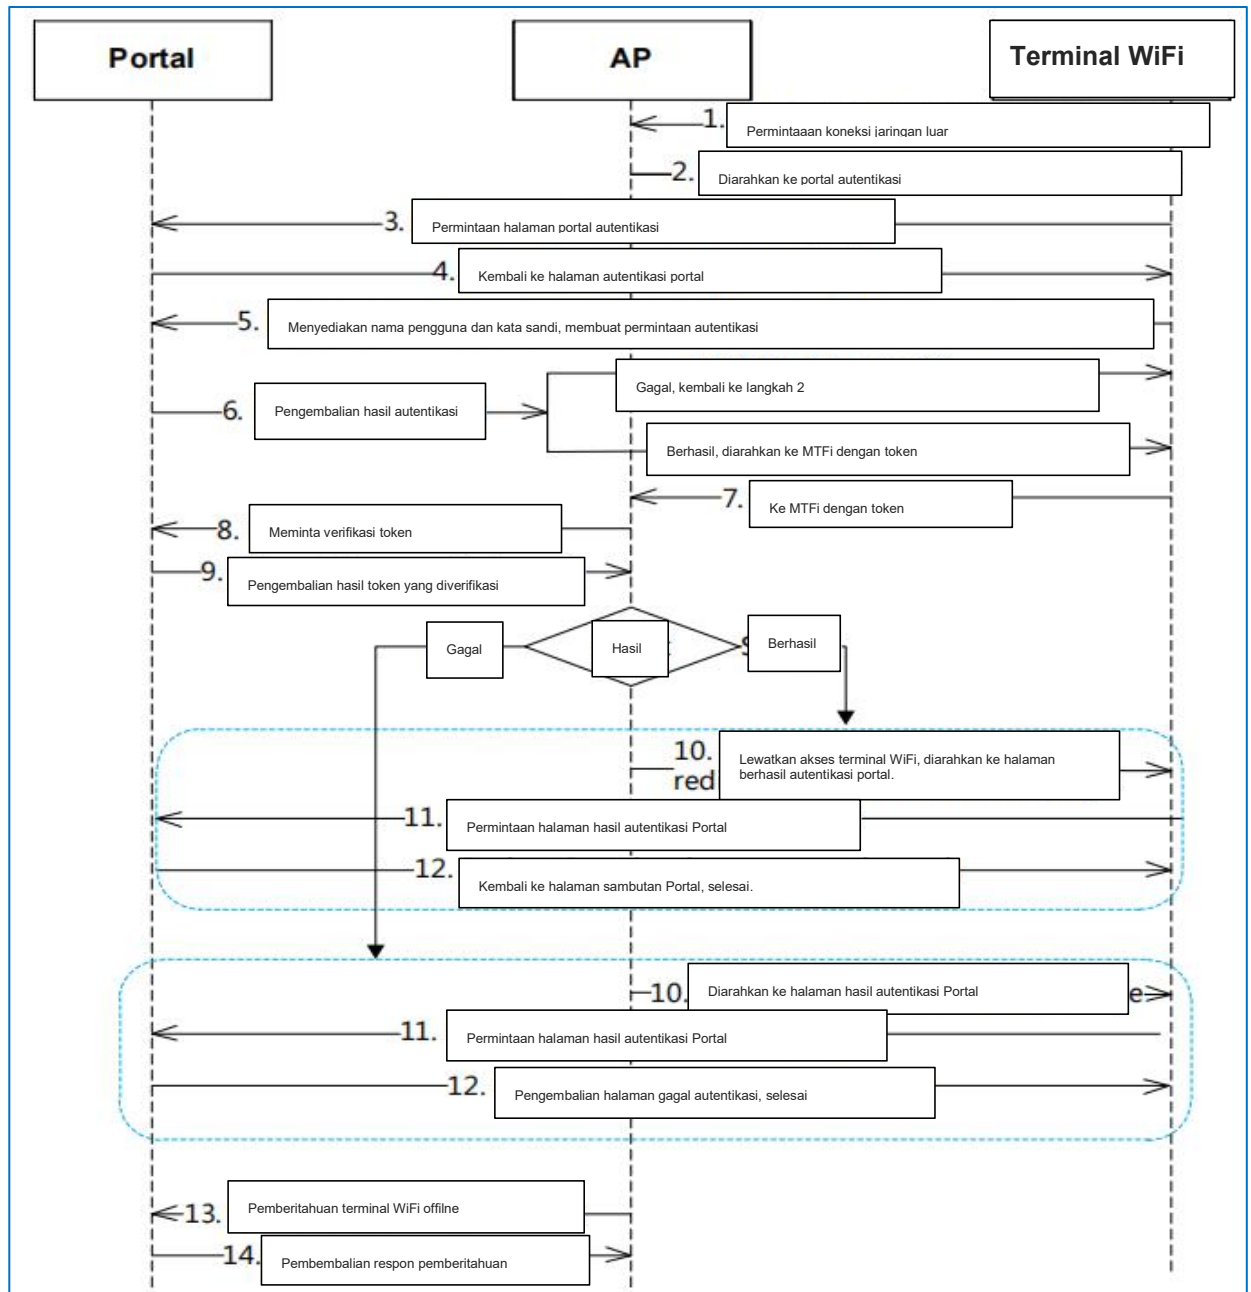 Portal
AP
Terminal WiFi
1. Permintaaan koneksi jaringan luar
2. Diarahkan ke portal autentikasi
3. Permintaan halaman portal autentikasi
4. Kembali ke halaman autentikasi portal
5. Menyediakan nama pengguna dan kata sandi, membuat permintaan autentikasi
Gagal, kembali ke langkah 2
6. Pengembalian hasil autentikasi
Berhasil, diarahkan ke MTFi dengan token
7. Ke MTFi dengan token
8. Meminta verifikasi token
9. Pengembalian hasil token yang diverifikasi
Gagal
Hasil
Berhasil
10. Lewatkan akses terminal WiFi, diarahkan ke halaman
red berhasil autentikasi portal.
11. Permintaan halaman hasil autentikasi Portal
12. Kembali ke halaman sambutan Portal, selesai.
10. Diarahkan ke halaman hasil autentikasi Portal e
11. Permintaan halaman hasil autentikasi Portal
12. Pengembalian halaman gagal autentikasi, selesai
13. Pemberitahuan terminal WiFi offilne
14. Pembembalian respon pemberitahuan